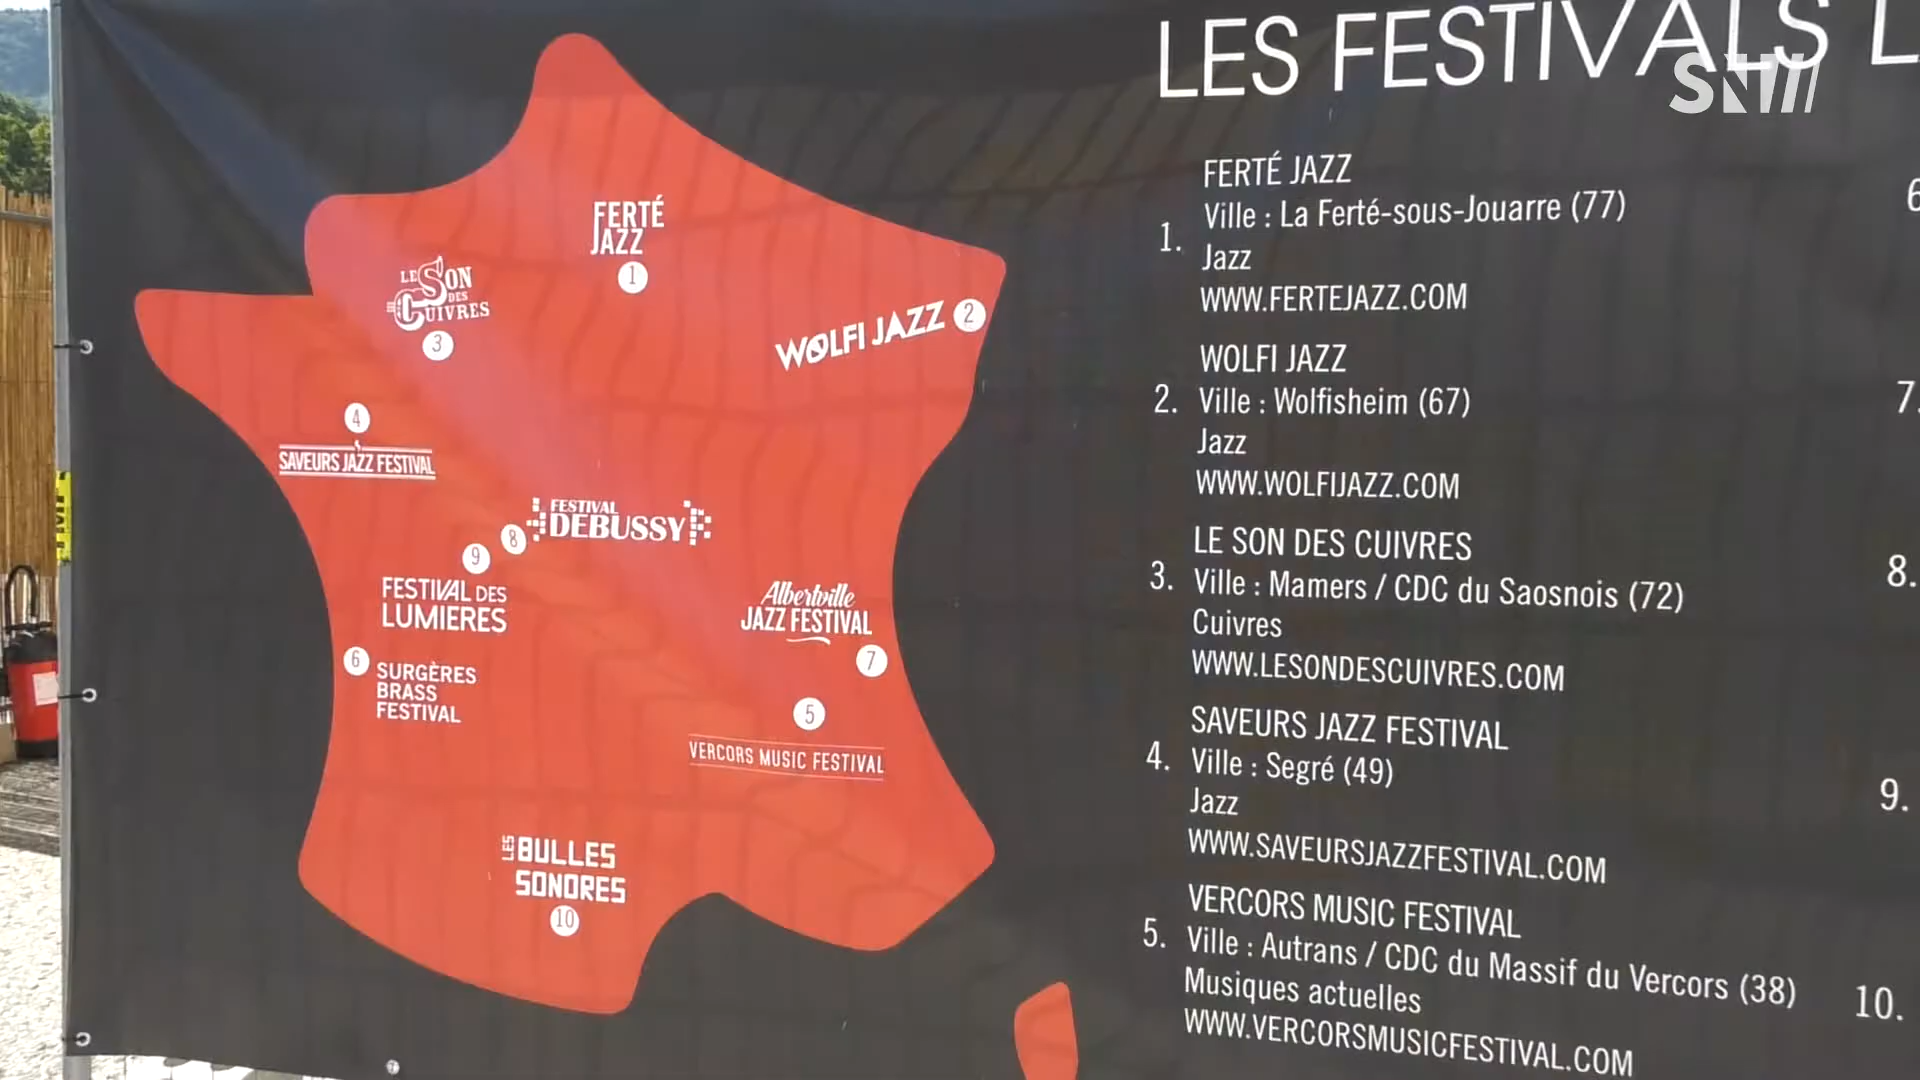 LES FESTIVALS L
SNM
FERTÉ
JAZZ
1
LE SON
DES
CUIVRES
3
WOLFI JAZZ 2
4
SAVEURS JAZZ FESTIVAL
FESTIVAL
DEBUSSY
8
9
FESTIVAL DES
LUMIERES
Albertville
JAZZ FESTIVAL
7
6
SURGÈRES
BRASS
FESTIVAL
5
VERCORS MUSIC FESTIVAL
LES BULLES
SONORES
10
1.
FERTÉ JAZZ
Ville : La Ferté-sous-Jouarre (77)
Jazz
WWW.FERTEJAZZ.COM
2.
WOLFI JAZZ
Ville : Wolfisheim (67)
Jazz
WWW.WOLFIJAZZ.COM
3.
LE SON DES CUIVRES
Ville : Mamers / CDC du Saosnois (72)
Cuivres
WWW.LESONDESCUIVRES.COM
4.
SAVEURS JAZZ FESTIVAL
Ville : Segré (49)
Jazz
WWW.SAVEURSJAZZFESTIVAL.COM
5.
VERCORS MUSIC FESTIVAL
Ville : Autrans / CDC du Massif du Vercors (38)
Musiques actuelles
WWW.VERCORSMUSICFESTIVAL.COM
6
7.
8.
9.
10.